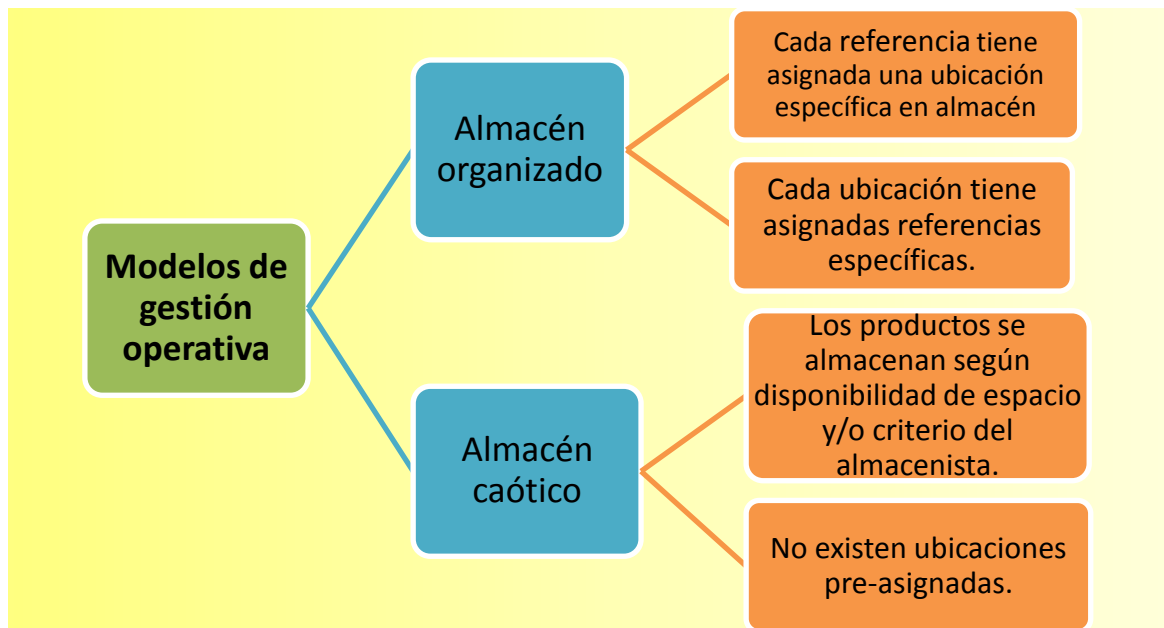 Modelos de
gestión
operativa
Almacén
organizado
Cada referencia tiene
asignada una ubicación
específica en almacén
Cada ubicación tiene
asignadas referencias
específicas.
Almacén
caótico
Los productos se
almacenan según
disponibilidad de espacio
y/o criterio del
almacenista.
No existen ubicaciones
pre-asignadas.